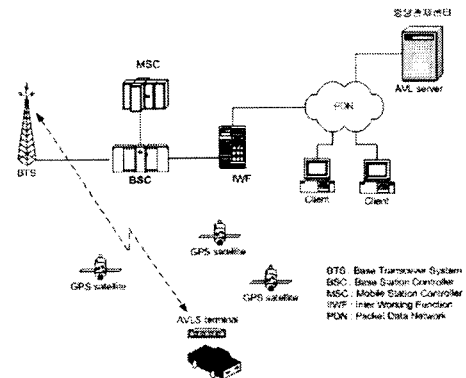 AVL server
MSC
PDN
BTS
BSC
IWF
Client
Client
GPS satellite
GPS satellite
GPS satellite
AVLS terminal
BTS : Base Transceiver System
BSC : Base Station Controller
MSC : Mobile Station Controller
IWF : Inter Working Function
PDN : Packet Data Network